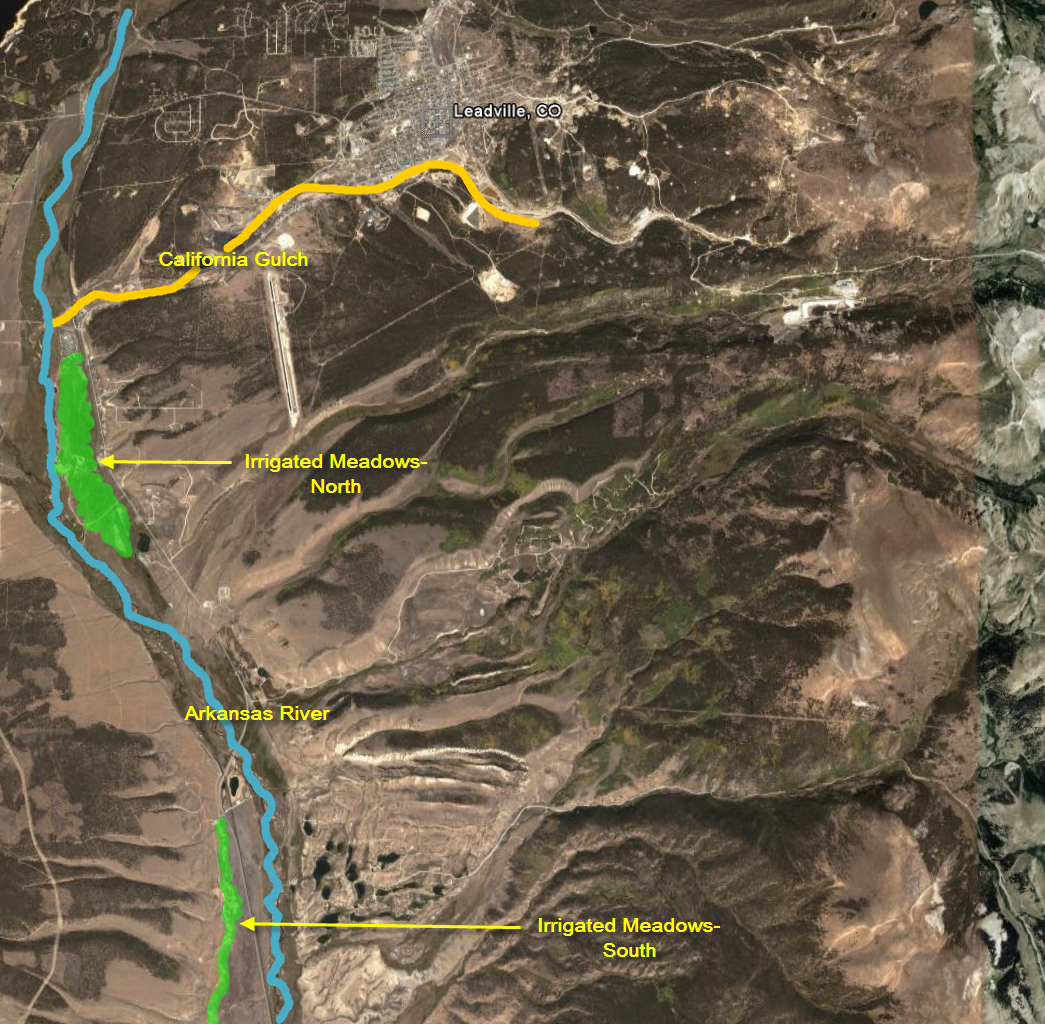 Leadville, CO
California Gulch
Irrigated Meadows-
North
Arkansas River
Irrigated Meadows-
South